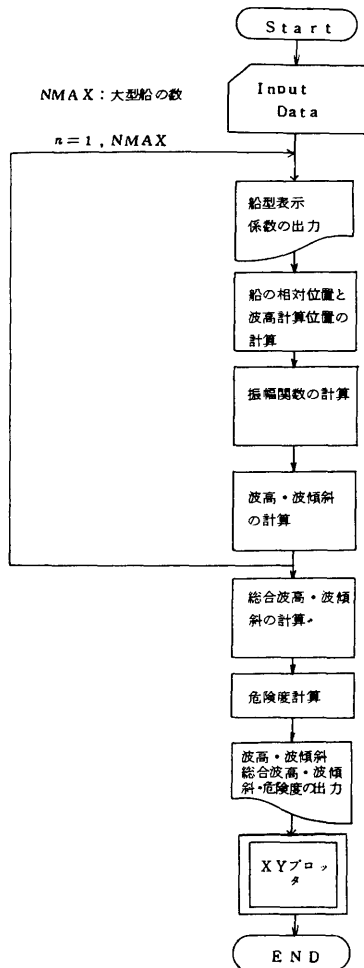 Start
NMAX：大型船の数
Input
Data
n＝1，NMAX
船型表示
係数の出力
船の相対位置と
波高計算位置の
計算
振幅関数の計算
波高・波傾斜
の計算
総合波高・波傾
斜の計算・
危険度計算
波高・波傾斜
総合波高・波傾
斜・危険度の出力
XYプロッ
タ
END